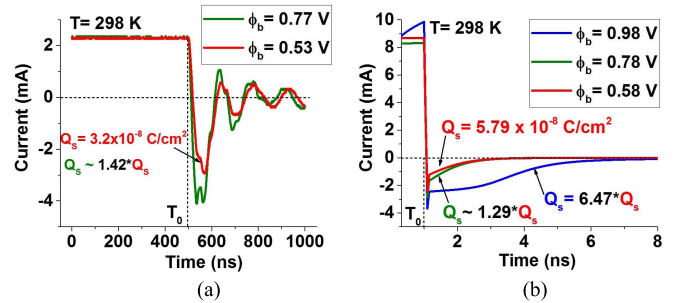 T= 298 K
ϕb = 0.77 V
ϕb = 0.53 V
Qs = 3.2x10-8 C/cm2
Qs ~ 1.42*Qs
T0
2
0
-2
-4
-6
0
200
400
600
800
1000
Current (mA)
Time (ns)
(a)
T= 298 K
ϕb = 0.98 V
ϕb = 0.78 V
ϕb = 0.58 V
Qs = 5.79 x 10-8 C/cm2
Qs ~ 1.29*Qs
Qs = 6.47*Qs
T0
10
8
6
4
2
0
-2
-4
2
4
6
8
Current (mA)
Time (ns)
(b)